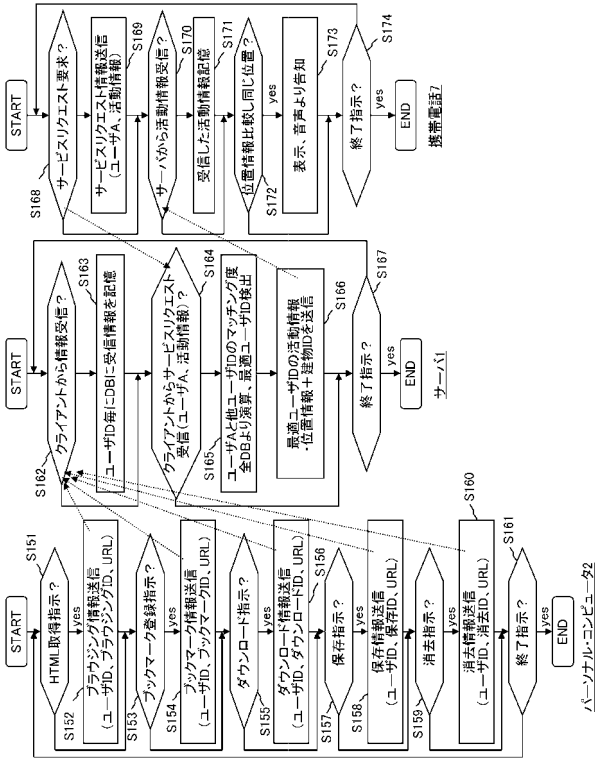 START
S151
HTML取得指示？
yes
S152
ブラウジング情報送信
(ユーザID、ブラウジングID、URL)
S153
ブックマーク登録指示？
yes
S154
ブックマーク情報送信
(ユーザID、ブックマークID、URL)
S155
ダウンロード指示？
yes
S156
ダウンロード情報送信
(ユーザID、ダウンロードID、URL)
S157
保存指示？
yes
S158
保存情報送信
(ユーザID、保存ID、URL)
S159
消去指示？
yes
S160
消去情報送信
(ユーザID、消去ID、URL)
S161
終了指示？
yes
END
パーソナル・コンピュータ2
START
S162
クライアントから情報受信？
S163
ユーザID毎にDBに受信情報を記憶
S164
クライアントからサービスリクエスト
受信(ユーザA、活動情報)？
S165
ユーザAと他ユーザIDのマッチング度
全DBより演算、最適ユーザID検出
S166
最適ユーザIDの活動情報
・位置情報＋建物IDを送信
S167
終了指示？
yes
END
サーバ1
START
S168
サービスリクエスト要求？
S169
サービスリクエスト情報送信
(ユーザA、活動情報)
S170
サーバから活動情報受信？
S171
受信した活動情報記憶
S172
位置情報比較し同じ位置？
yes
S173
表示、音声より告知
S174
終了指示？
yes
END
携帯電話7